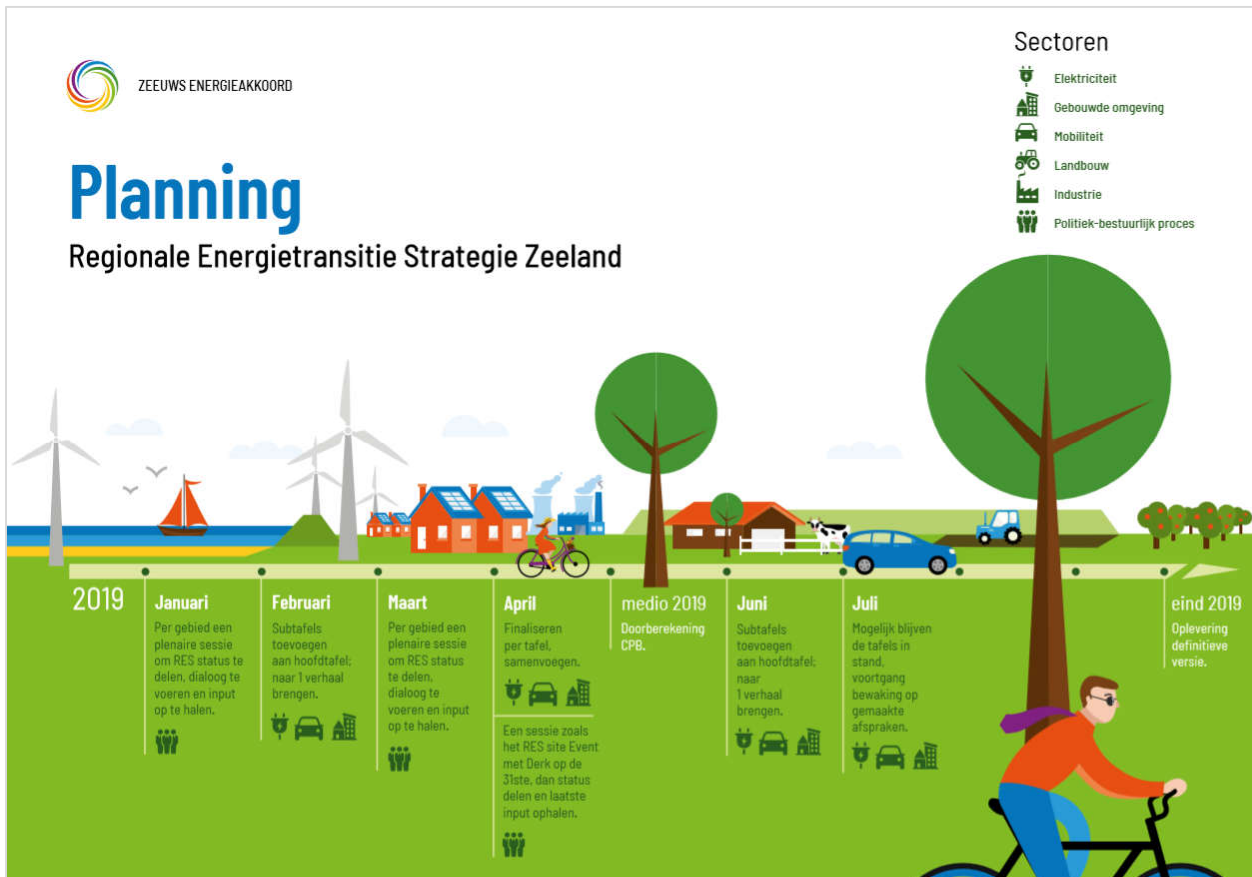 ZEEUWS ENERGIEAKKOORD
Planning
Regionale Energietransitie Strategie Zeeland
Sectoren
Elektriciteit
Gebouwde omgeving
Mobiliteit
Landbouw
Industrie
Politiek-bestuurlijk proces
2019
Januari
Per gebied een
plenaire sessie
om RES status te
delen, dialoog te
voeren en input
op te halen.
Februari
Subtafels
toevoegen
aan hoofdtafel;
naar 1 verhaal
brengen.
Maart
Per gebied een
plenaire sessie
om RES status
te delen,
dialoog te
voeren en input
op te halen.
April
Finaliseren
per tafel,
samenvoegen.
Een sessie zoals
het RES site Event
met Derk op de
31ste, dan status
delen en laatste
input ophalen.
medio 2019
Doorberekening
CPB.
Juni
Subtafels
toevoegen
aan hoofdtafel;
naar
1 verhaal
brengen.
Juli
Mogelijk blijven
de tafels in
stand,
voortgang
bewaking op
gemaakte
afspraken.
eind 2019
Oplevering
definitieve
versie.